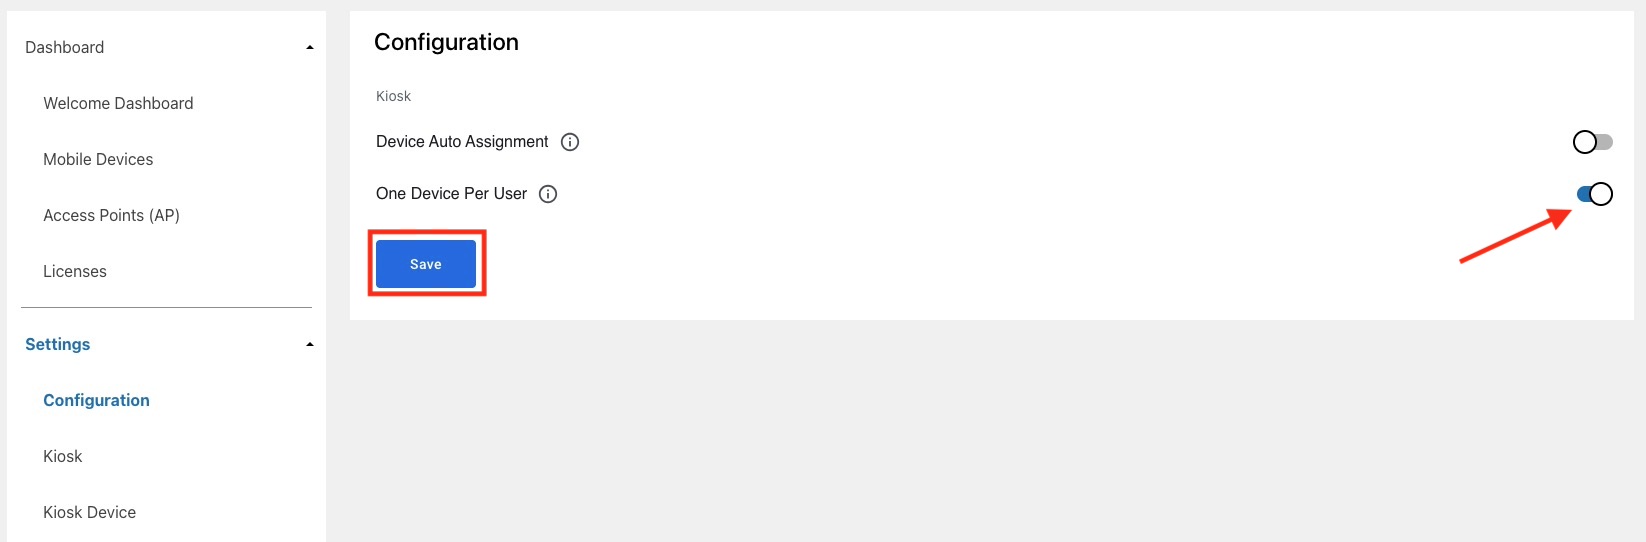 Dashboard
Welcome Dashboard
Mobile Devices
Access Points (AP)
Licenses
Settings
Configuration
Kiosk
Kiosk Device
Configuration
Kiosk
Device Auto Assignment
One Device Per User
Save